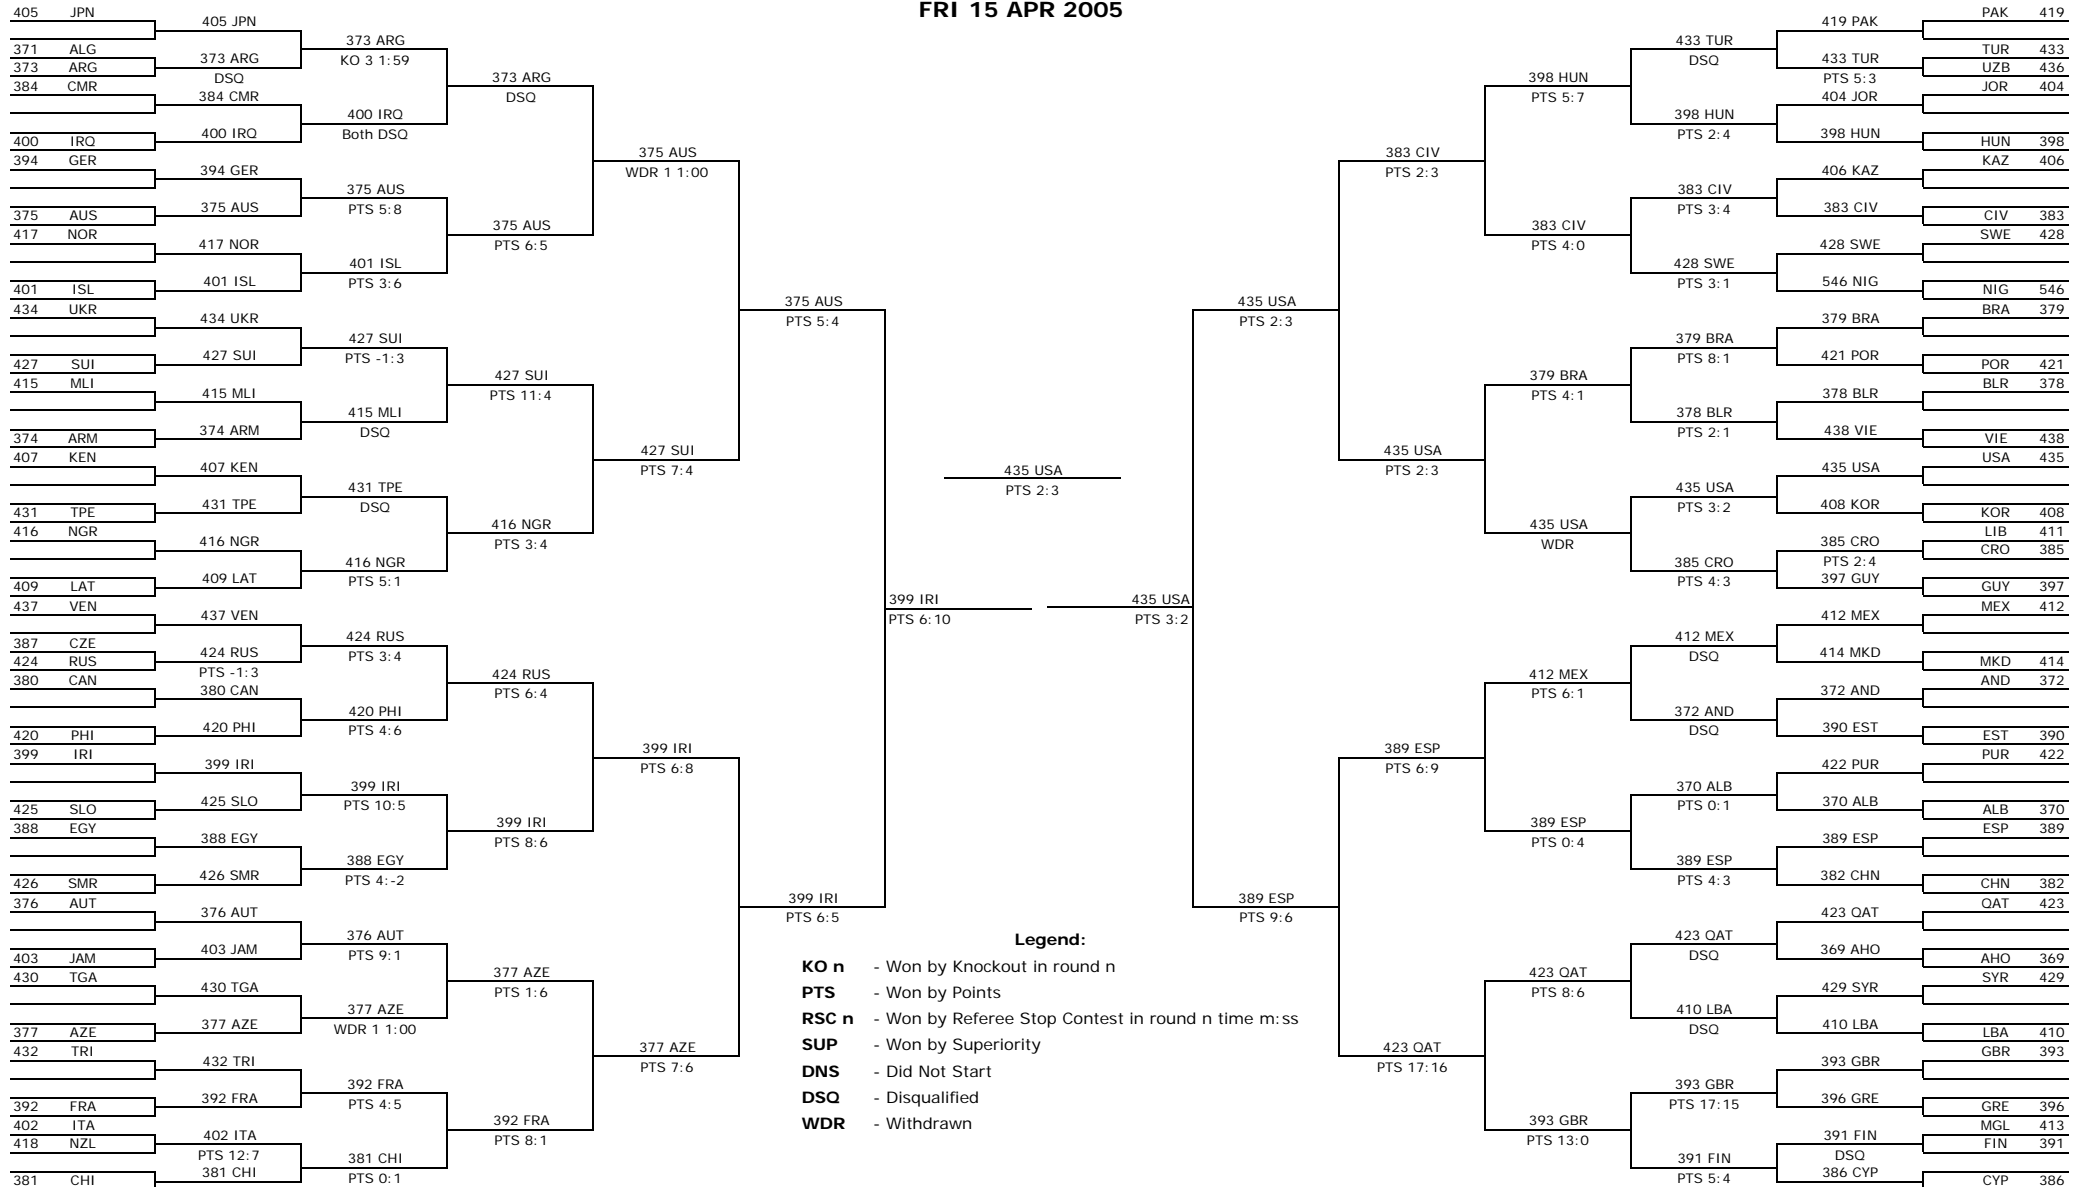 FRI 15 APR 2005
405 JPN
371 ALG
373 ARG
384 CMR
400 IRQ
394 GER
375 AUS
417 NOR
401 ISL
434 UKR
427 SUI
415 MLI
374 ARM
407 KEN
431 TPE
416 NGR
409 LAT
437 VEN
387 CZE
424 RUS
380 CAN
420 PHI
399 IRI
425 SLO
388 EGY
426 SMR
376 AUT
403 JAM
430 TGA
377 AZE
432 TRI
392 FRA
402 ITA
418 NZL
381 CHI
405 JPN
373 ARG
DSQ
384 CMR
400 IRQ
394 GER
375 AUS
417 NOR
401 ISL
434 UKR
427 SUI
415 MLI
374 ARM
407 KEN
431 TPE
416 NGR
409 LAT
437 VEN
424 RUS
PTS -1:3
380 CAN
420 PHI
399 IRI
425 SLO
388 EGY
426 SMR
376 AUT
403 JAM
430 TGA
377 AZE
432 TRI
392 FRA
402 ITA
PTS 12:7
381 CHI
373 ARG
KO 3 1:59
400 IRQ
Both DSQ
375 AUS
PTS 5:8
401 ISL
PTS 3:6
427 SUI
PTS -1:3
415 MLI
DSQ
431 TPE
DSQ
416 NGR
PTS 5:1
424 RUS
PTS 3:4
420 PHI
PTS 4:6
399 IRI
PTS 10:5
388 EGY
PTS 4:-2
376 AUT
PTS 9:1
377 AZE
WDR 1 1:00
392 FRA
PTS 4:5
381 CHI
PTS 0:1
373 ARG
DSQ
375 AUS
PTS 6:5
427 SUI
PTS 11:4
416 NGR
PTS 3:4
424 RUS
PTS 6:4
399 IRI
PTS 8:6
377 AZE
PTS 1:6
392 FRA
PTS 8:1
375 AUS
WDR 1 1:00
427 SUI
PTS 7:4
399 IRI
PTS 6:8
377 AZE
PTS 7:6
375 AUS
PTS 5:4
399 IRI
PTS 6:5
399 IRI
PTS 6:10
435 USA
PTS 2:3
435 USA
PTS 3:2
435 USA
PTS 2:3
389 ESP
PTS 9:6
383 CIV
PTS 2:3
435 USA
PTS 2:3
389 ESP
PTS 6:9
423 QAT
PTS 17:16
398 HUN
PTS 5:7
383 CIV
PTS 4:0
379 BRA
PTS 4:1
435 USA
WDR
412 MEX
PTS 6:1
389 ESP
PTS 0:4
423 QAT
PTS 8:6
393 GBR
PTS 13:0
433 TUR
DSQ
398 HUN
PTS 2:4
383 CIV
PTS 3:4
428 SWE
PTS 3:1
379 BRA
PTS 8:1
378 BLR
PTS 2:1
435 USA
PTS 3:2
385 CRO
PTS 4:3
412 MEX
DSQ
372 AND
DSQ
370 ALB
PTS 0:1
389 ESP
PTS 4:3
423 QAT
DSQ
410 LBA
DSQ
393 GBR
PTS 17:15
391 FIN
PTS 5:4
419 PAK
433 TUR
PTS 5:3
404 JOR
398 HUN
406 KAZ
383 CIV
428 SWE
546 NIG
379 BRA
421 POR
378 BLR
438 VIE
435 USA
408 KOR
385 CRO
PTS 2:4
397 GUY
412 MEX
414 MKD
372 AND
390 EST
422 PUR
370 ALB
389 ESP
382 CHN
423 QAT
369 AHO
429 SYR
410 LBA
393 GBR
396 GRE
391 FIN
DSQ
386 CYP
PAK 419
TUR 433
UZB 436
JOR 404
HUN 398
KAZ 406
CIV 383
SWE 428
NIG 546
BRA 379
POR 421
BLR 378
VIE 438
USA 435
KOR 408
LIB 411
CRO 385
GUY 397
MEX 412
MKD 414
AND 372
EST 390
PUR 422
ALB 370
ESP 389
CHN 382
QAT 423
AHO 369
SYR 429
LBA 410
GBR 393
GRE 396
MGL 413
FIN 391
CYP 386
Legend:
KO n - Won by Knockout in round n
PTS - Won by Points
RSC n - Won by Referee Stop Contest in round n time m:ss
SUP - Won by Superiority
DNS - Did Not Start
DSQ - Disqualified
WDR - Withdrawn